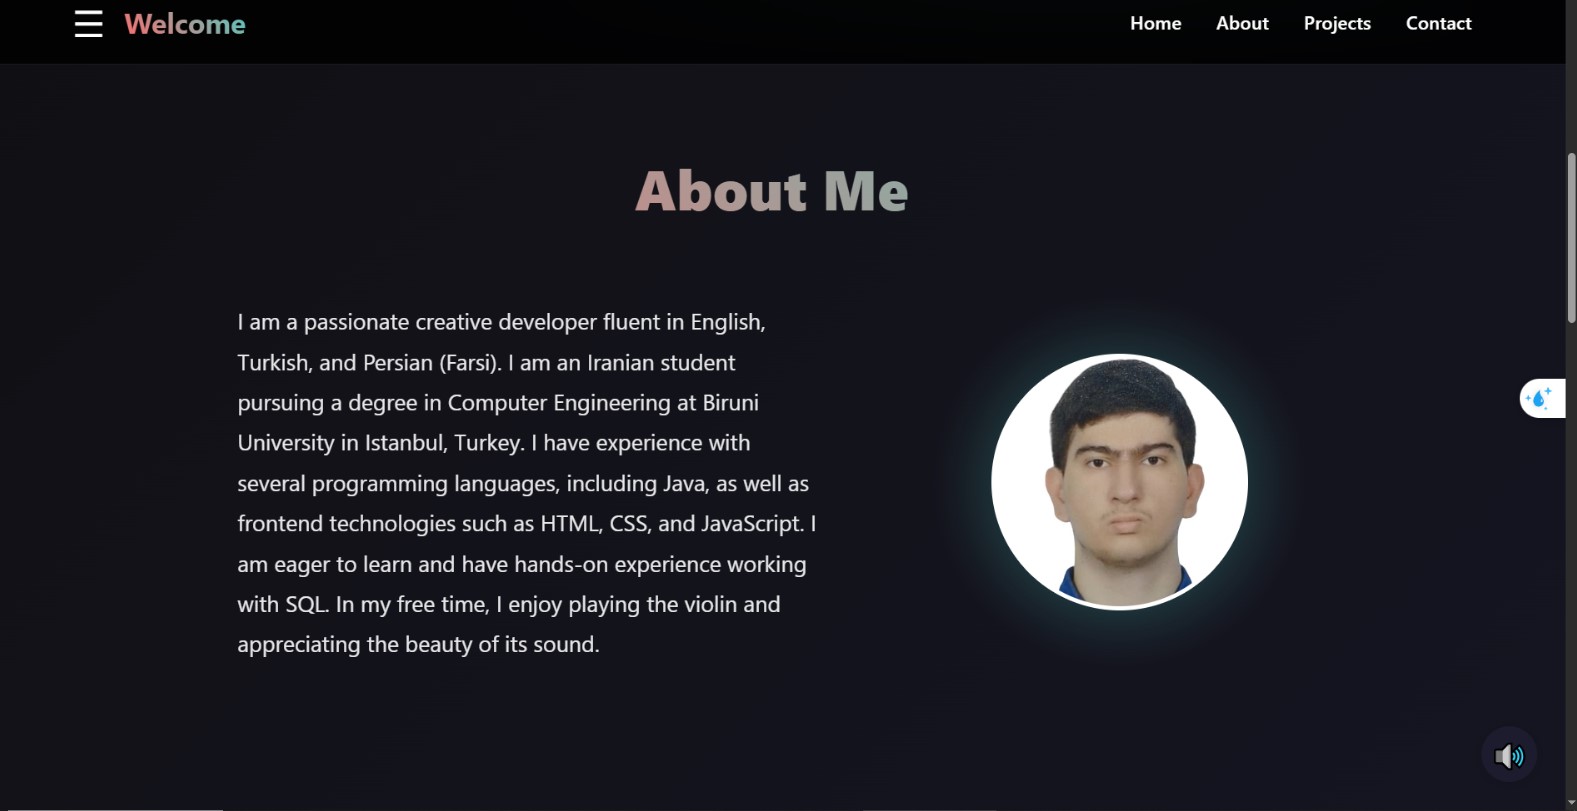 Welcome
Home
About
Projects
Contact
About Me
I am a passionate creative developer fluent in English,
Turkish, and Persian (Farsi). I am an Iranian student
pursuing a degree in Computer Engineering at Biruni
University in Istanbul, Turkey. I have experience with
several programming languages, including Java, as well as
frontend technologies such as HTML, CSS, and JavaScript. I
am eager to learn and have hands-on experience working
with SQL. In my free time, I enjoy playing the violin and
appreciating the beauty of its sound.